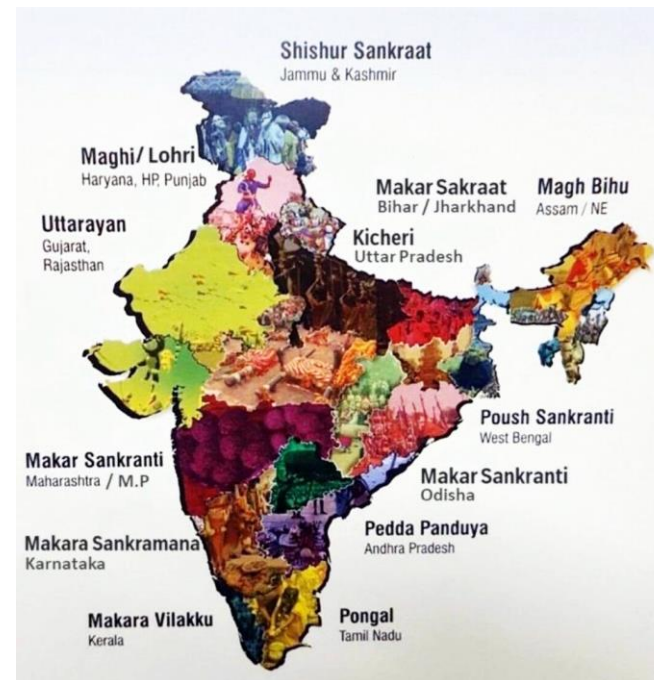 Shishur Sankraat
Jammu & Kashmir
Maghi/ Lohri
Haryana, HP, Punjab
Makar Sakraat
Bihar / Jharkhand
Magh Bihu
Assam / NE
Uttarayan
Gujarat,
Rajasthan
Kicheri
Uttar Pradesh
Poush Sankranti
West Bengal
Makar Sankranti
Maharashtra / M.P
Makar Sankranti
Odisha
Pedda Panduya
Andhra Pradesh
Makara Sankramana
Karnataka
Makara Vilakku
Kerala
Pongal
Tamil Nadu